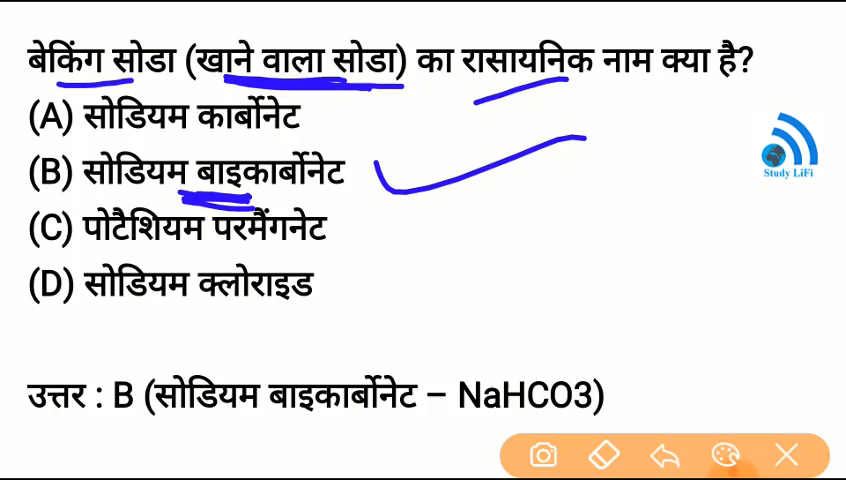 बेकिंग सोडा (खाने वाला सोडा) का रासायनिक नाम क्या है?
(A) सोडियम कार्बोनेट
(B) सोडियम बाइकार्बोनेट
(C) पोटैशियम परमैंगनेट
(D) सोडियम क्लोराइड
Study LiFi
उत्तर : B (सोडियम बाइकार्बोनेट – NaHCO3)